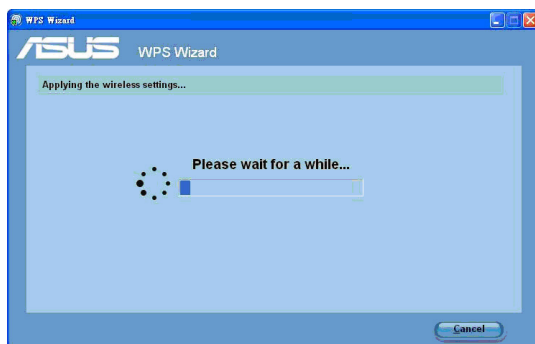 WPS Wizard
ASUS WPS Wizard
Applying the wireless settings...
Please wait for a while...
Cancel